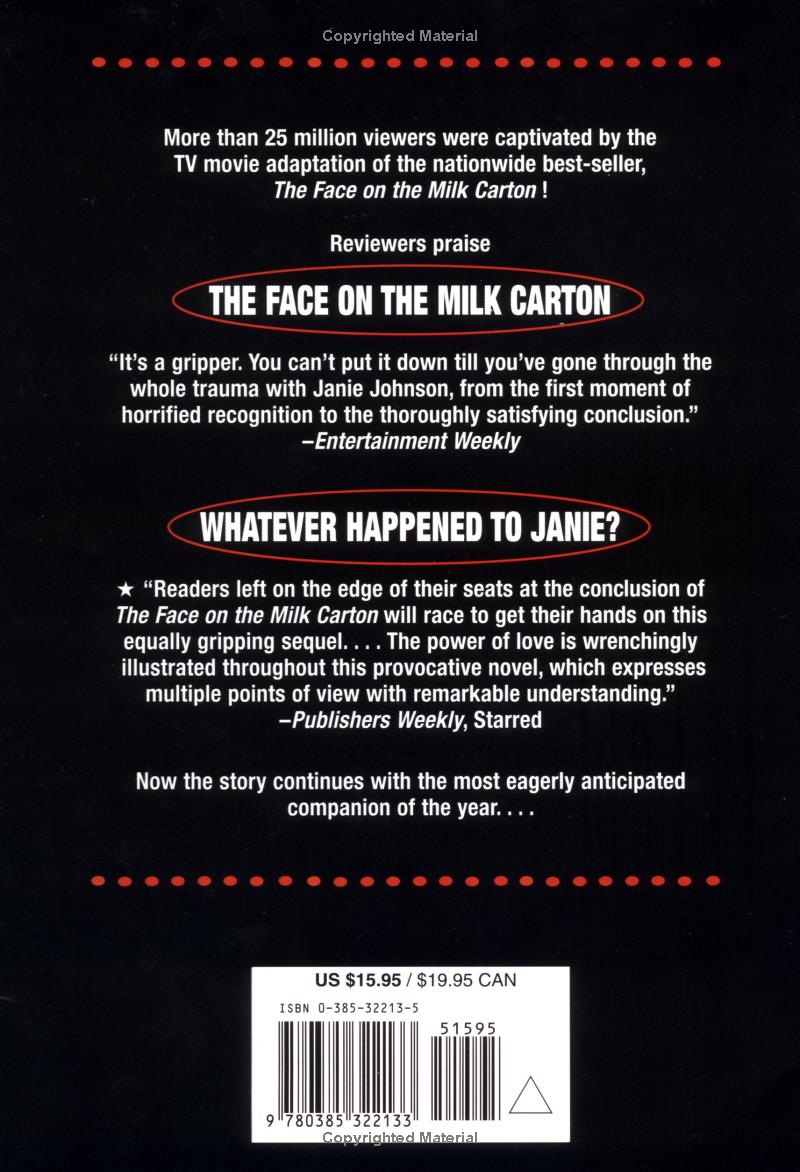 Copyrighted Material
More than 25 million viewers were captivated by the
TV movie adaptation of the nationwide best-seller,
The Face on the Milk Carton !
Reviewers praise
THE FACE ON THE MILK CARTON
“It’s a gripper. You can’t put it down till you’ve gone through the
whole trauma with Janie Johnson, from the first moment of
horrified recognition to the thoroughly satisfying conclusion.”
–Entertainment Weekly
WHATEVER HAPPENED TO JANIE?
★ “Readers left on the edge of their seats at the conclusion of
The Face on the Milk Carton will race to get their hands on this
equally gripping sequel. . . . The power of love is wrenchingly
illustrated throughout this provocative novel, which expresses
multiple points of view with remarkable understanding.”
–Publishers Weekly, Starred
Now the story continues with the most eagerly anticipated
companion of the year. . . .
US $15.95 / $19.95 CAN
ISBN 0-385-32213-5
51595
9 780385 322133
Copyrighted Material